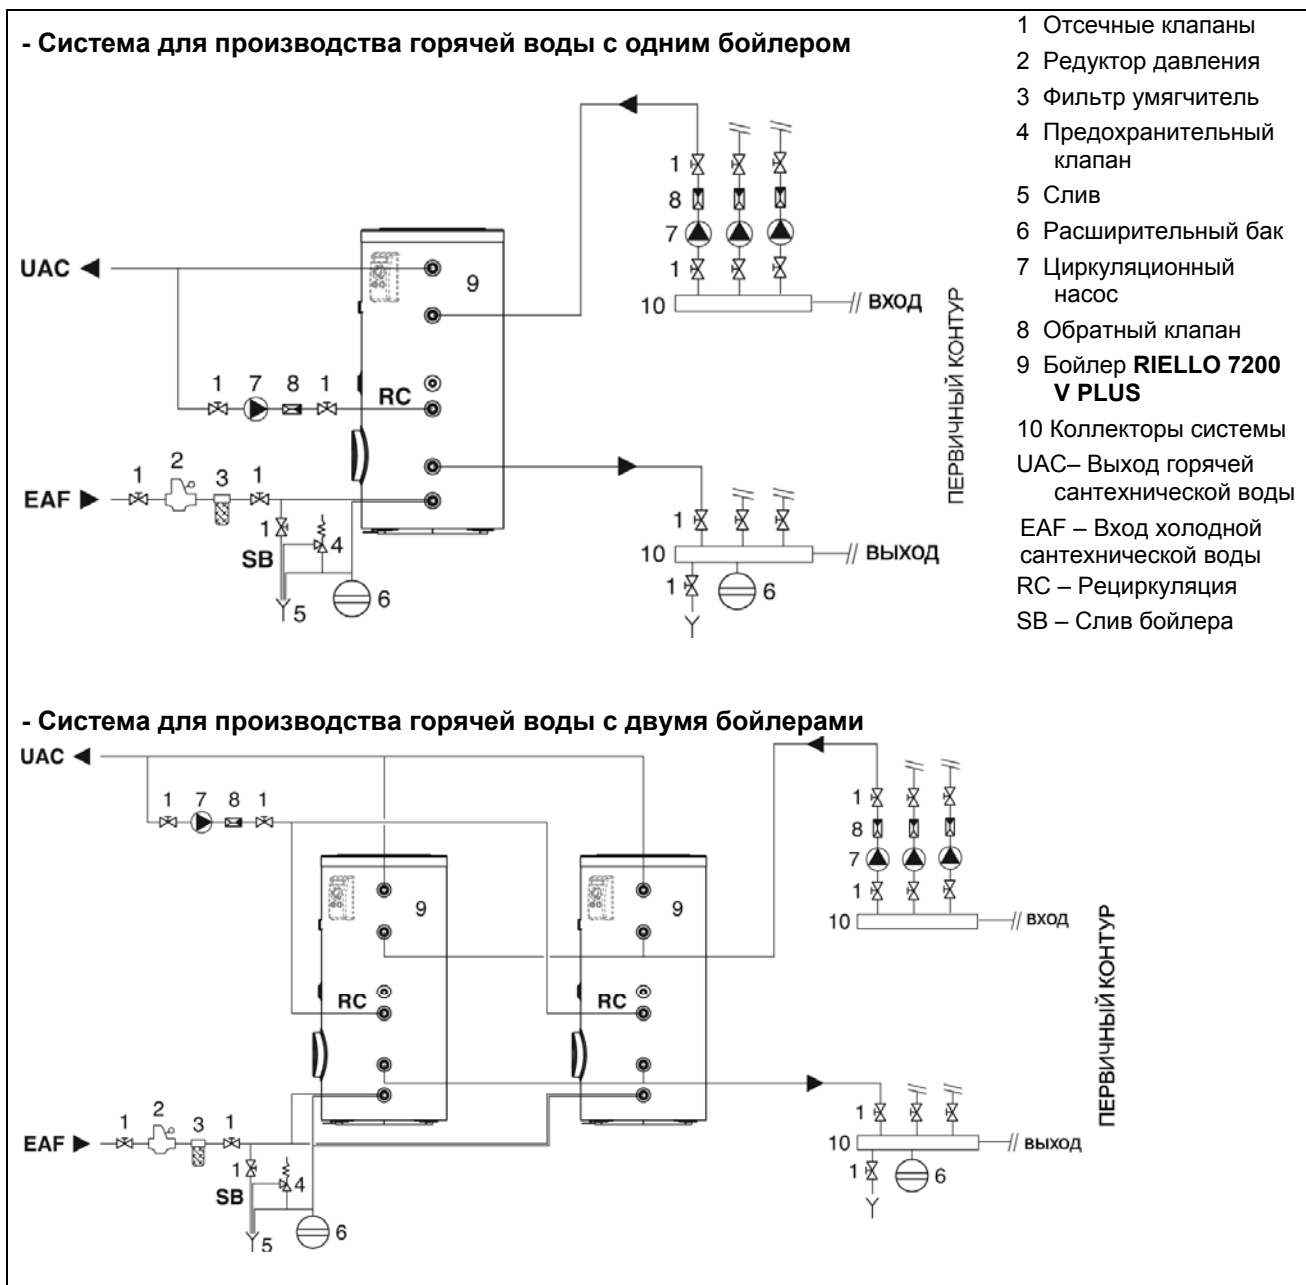 - Система для производства горячей воды с одним бойлером
1
8
7
1
10
ВХОД
UAC
9
1 7 8 1
RC
1 2 3 1
EAF
1
SB
4
5
6
1
10
ВЫХОД
1
6
ПЕРВИЧНЫЙ КОНТУР
1 Отсечные клапаны
2 Редуктор давления
3 Фильтр умягчитель
4 Предохранительный
клапан
5 Слив
6 Расширительный бак
7 Циркуляционный
насос
8 Обратный клапан
9 Бойлер RIELLO 7200
V PLUS
10 Коллекторы системы
UAC– Выход горячей
сантехнической воды
EAF – Вход холодной
сантехнической воды
RC – Рециркуляция
SB – Слив бойлера
- Система для производства горячей воды с двумя бойлерами
UAC
1 7 8 1
1
8
7
1
10
ВХОД
9
9
RC
RC
1 2 3 1
EAF
1
SB
4
5
6
1
10
ВЫХОД
1
6
ПЕРВИЧНЫЙ КОНТУР